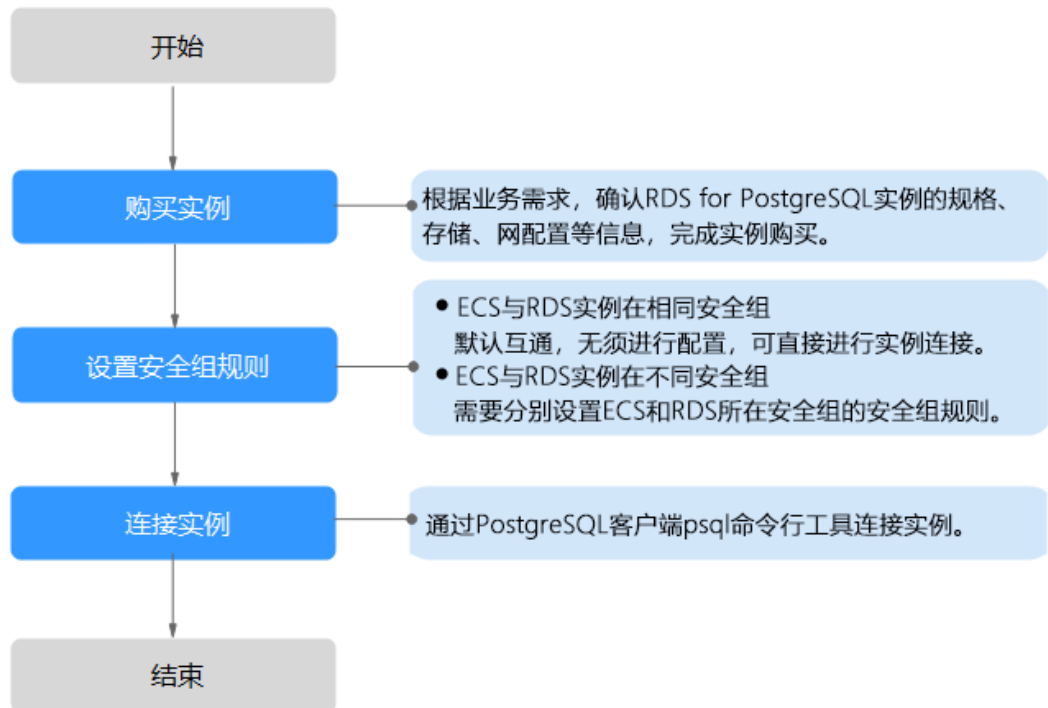 开始
购买实例
根据业务需求，确认RDS for PostgreSQL实例的规格、
存储、网配置等信息，完成实例购买。
设置安全组规则
● ECS与RDS实例在相同安全组
默认互通，无须进行配置，可直接进行实例连接。
● ECS与RDS实例在不同安全组
需要分别设置ECS和RDS所在安全组的安全组规则。
连接实例
通过PostgreSQL客户端psql命令行工具连接实例。
结束